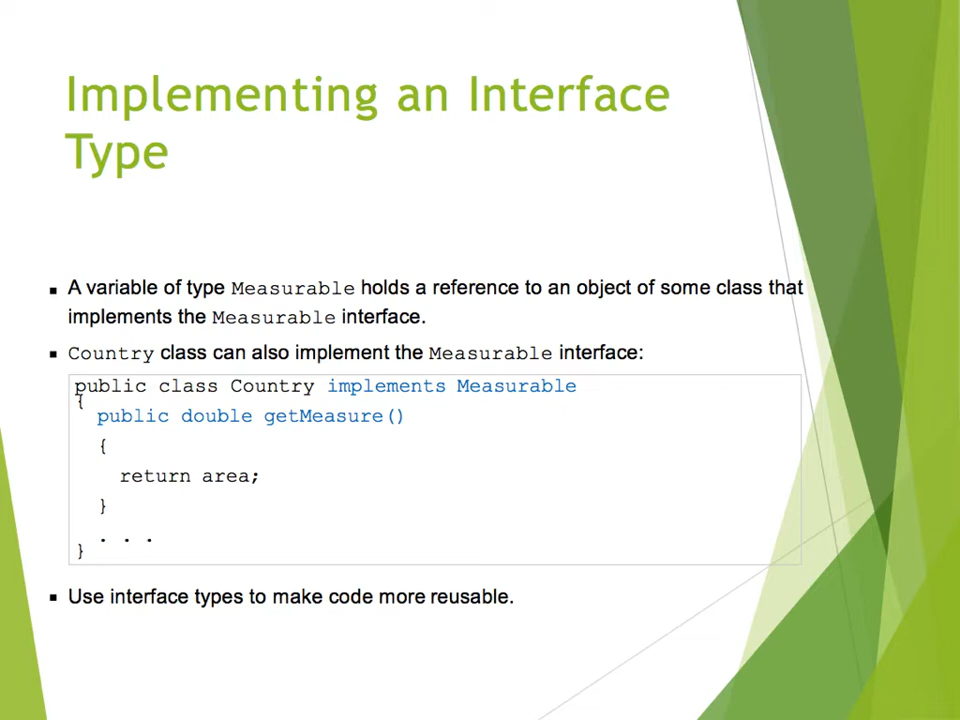 Implementing an Interface
Type
▪ A variable of type Measurable holds a reference to an object of some class that
implements the Measurable interface.
▪ Country class can also implement the Measurable interface:
public class Country implements Measurable
{
public double getMeasure()
{
return area;
}
. . .
}
▪ Use interface types to make code more reusable.